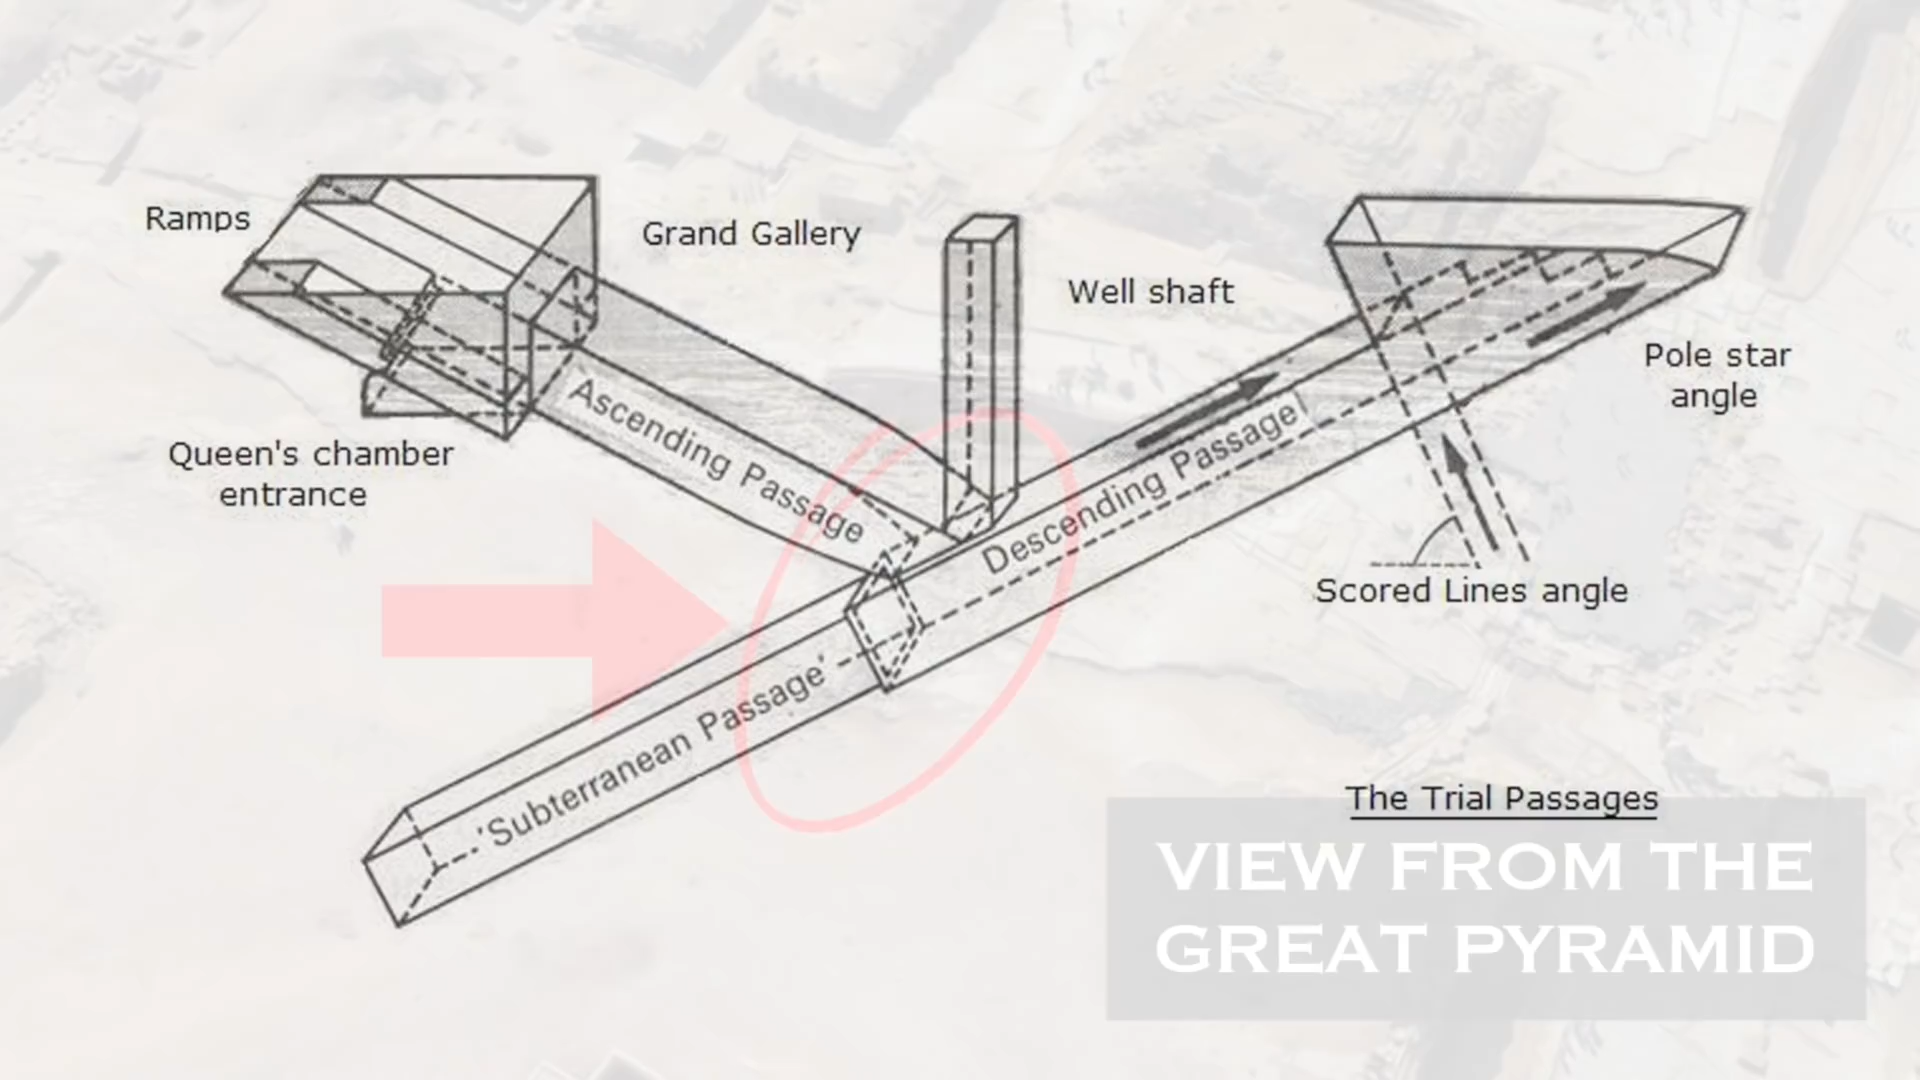 Ramps
Grand Gallery
Well shaft
Pole star
angle
Ascending Passage
Descending Passage
Queen's chamber
entrance
Scored Lines angle
'Subterranean Passage'
The Trial Passages
VIEW FROM THE
GREAT PYRAMID